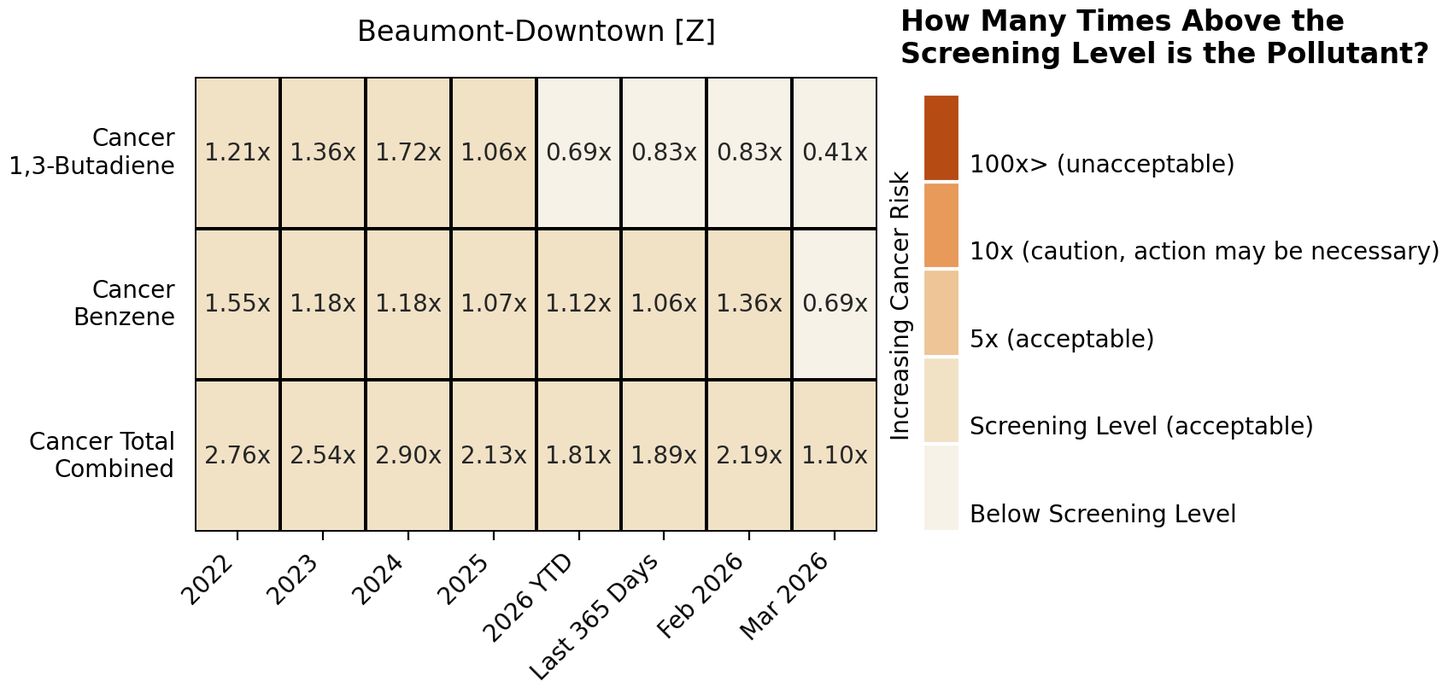 Beaumont-Downtown [Z]
How Many Times Above the
Screening Level is the Pollutant?
Cancer
1,3-Butadiene
1.21x 1.36x 1.72x 1.06x 0.69x 0.83x 0.83x 0.41x
Cancer
Benzene
1.55x 1.18x 1.18x 1.07x 1.12x 1.06x 1.36x 0.69x
Cancer Total
Combined
2.76x 2.54x 2.90x 2.13x 1.81x 1.89x 2.19x 1.10x
2022 2023 2024 2025 2026 YTD Last 365 Days Feb 2026 Mar 2026
Increasing Cancer Risk
100x> (unacceptable)
10x (caution, action may be necessary)
5x (acceptable)
Screening Level (acceptable)
Below Screening Level